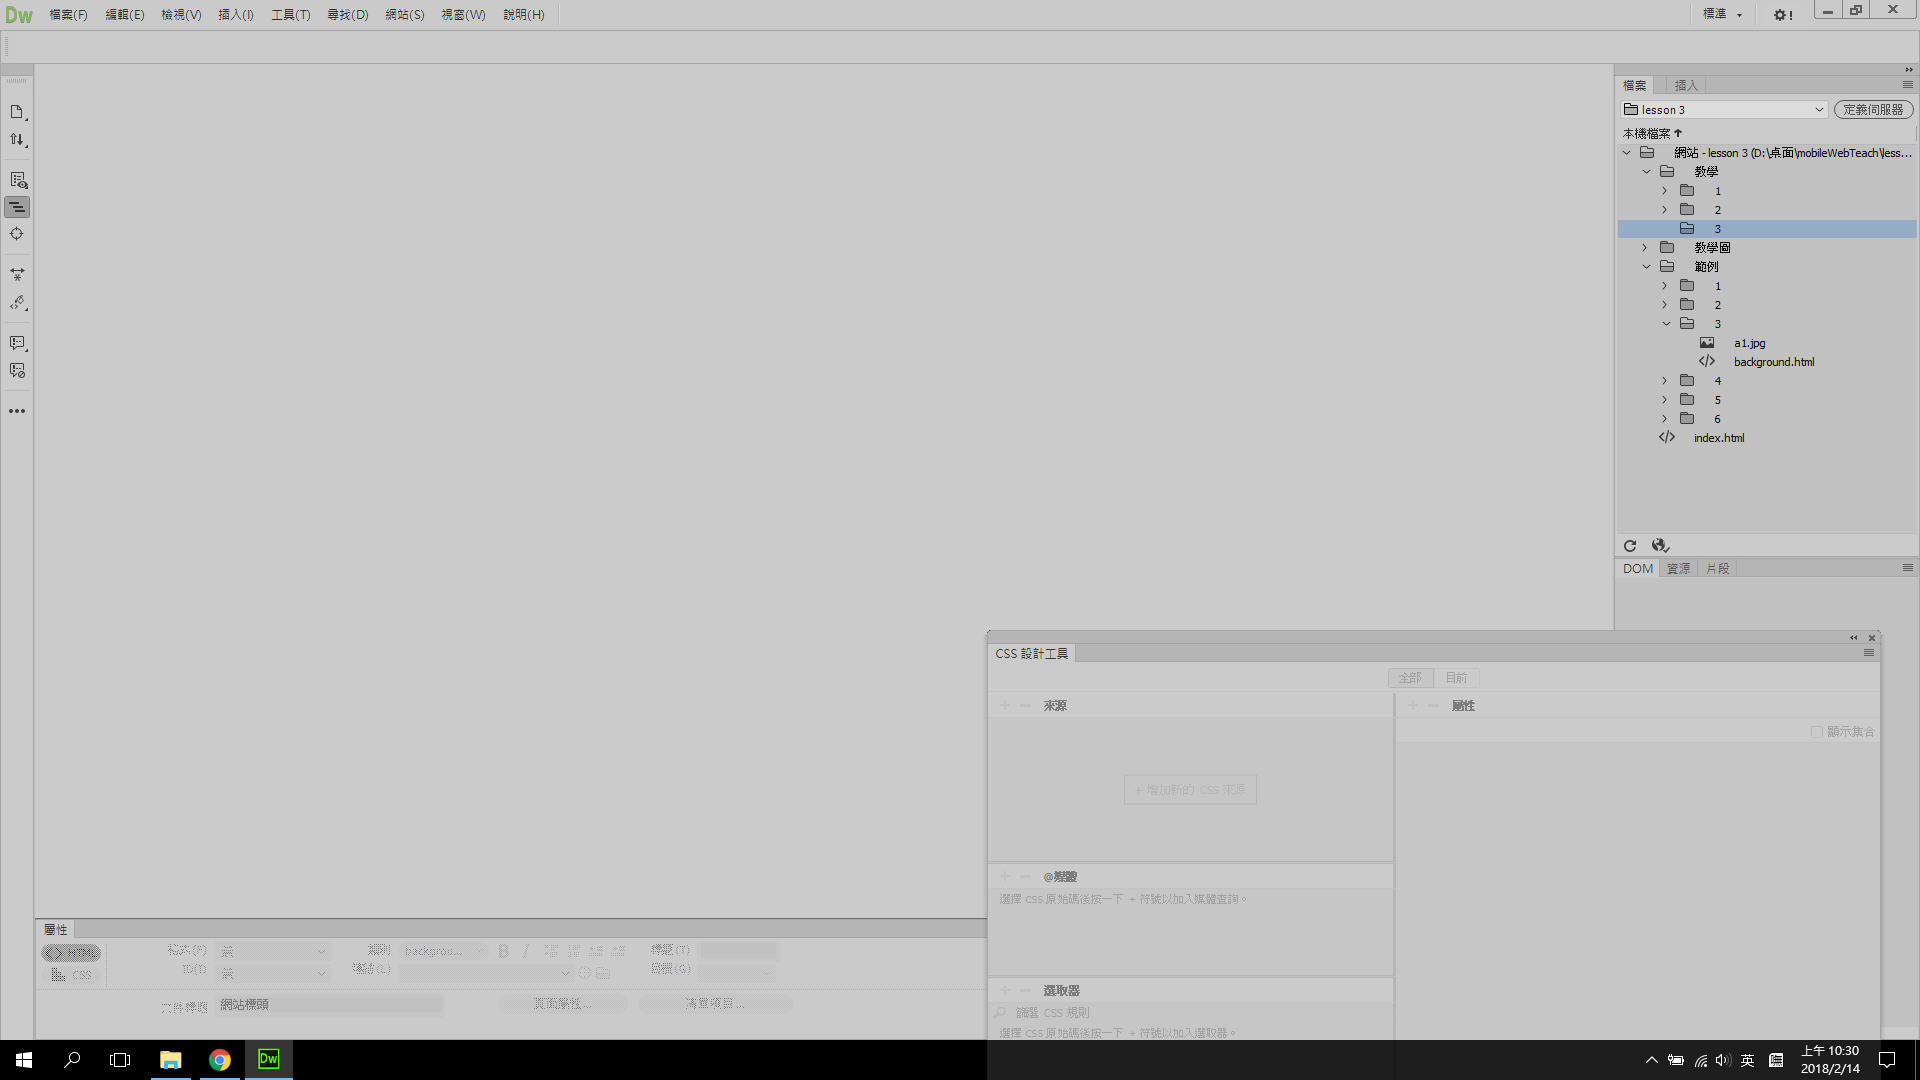 Dw 檔案(F) 編輯(E) 檢視(V) 插入(I) 工具(T) 尋找(D) 網站(S) 視窗(W) 說明(H) 標準
檔案 插入
lesson 3 定義伺服器
本機檔案
網站 - lesson 3 (D:\桌面\mobileWebTeach\less...
教學
1
2
3
教學圖
範例
1
2
3
a1.jpg
background.html
4
5
6
index.html
DOM 資源 片段
CSS 設計工具
全部 目前
來源
屬性
顯示集合
+ 增加新的 CSS 來源
@媒體
選擇 CSS 原始碼後按一下 + 符號以加入媒體查詢。
選取器
篩選 CSS 規則
選擇 CSS 原始碼後按一下 + 符號以加入選取器。
屬性
HTML 格式(F) 類別 backgrou... B I 標題(T)
CSS ID(I) 連結(L) 目標(G)
文件標題 網站標頭 頁面屬性... 清單項目...
Dw
英
上午 10:30
2018/2/14